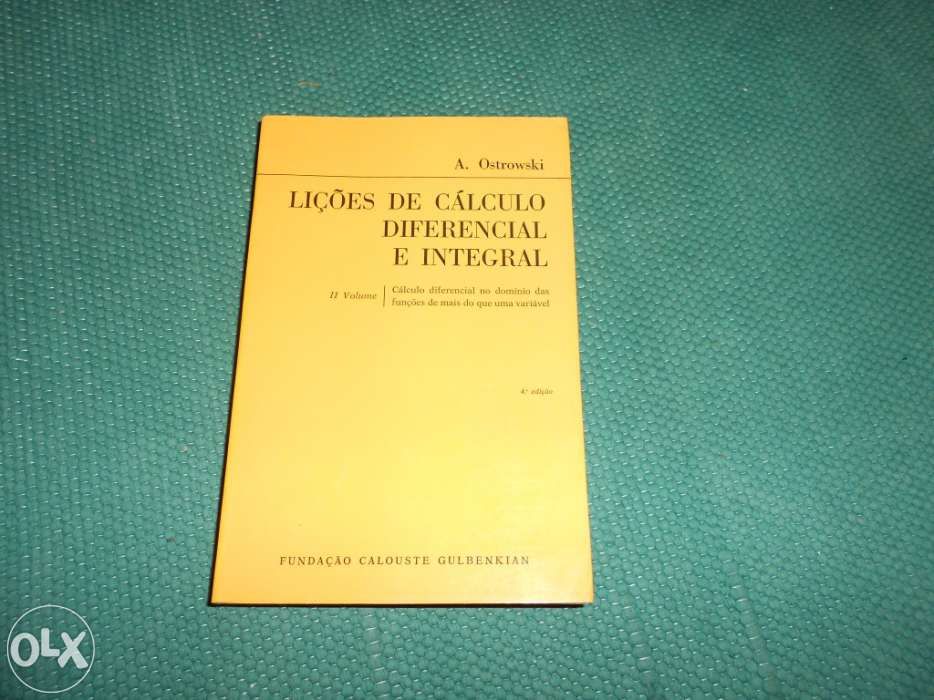 A. Ostrowski
LIÇÕES DE CÁLCULO
DIFERENCIAL
E INTEGRAL
II Volume
Cálculo diferencial no domínio das
funções de mais do que uma variável
4.ª edição
FUNDAÇÃO CALOUSTE GULBENKIAN
OLX